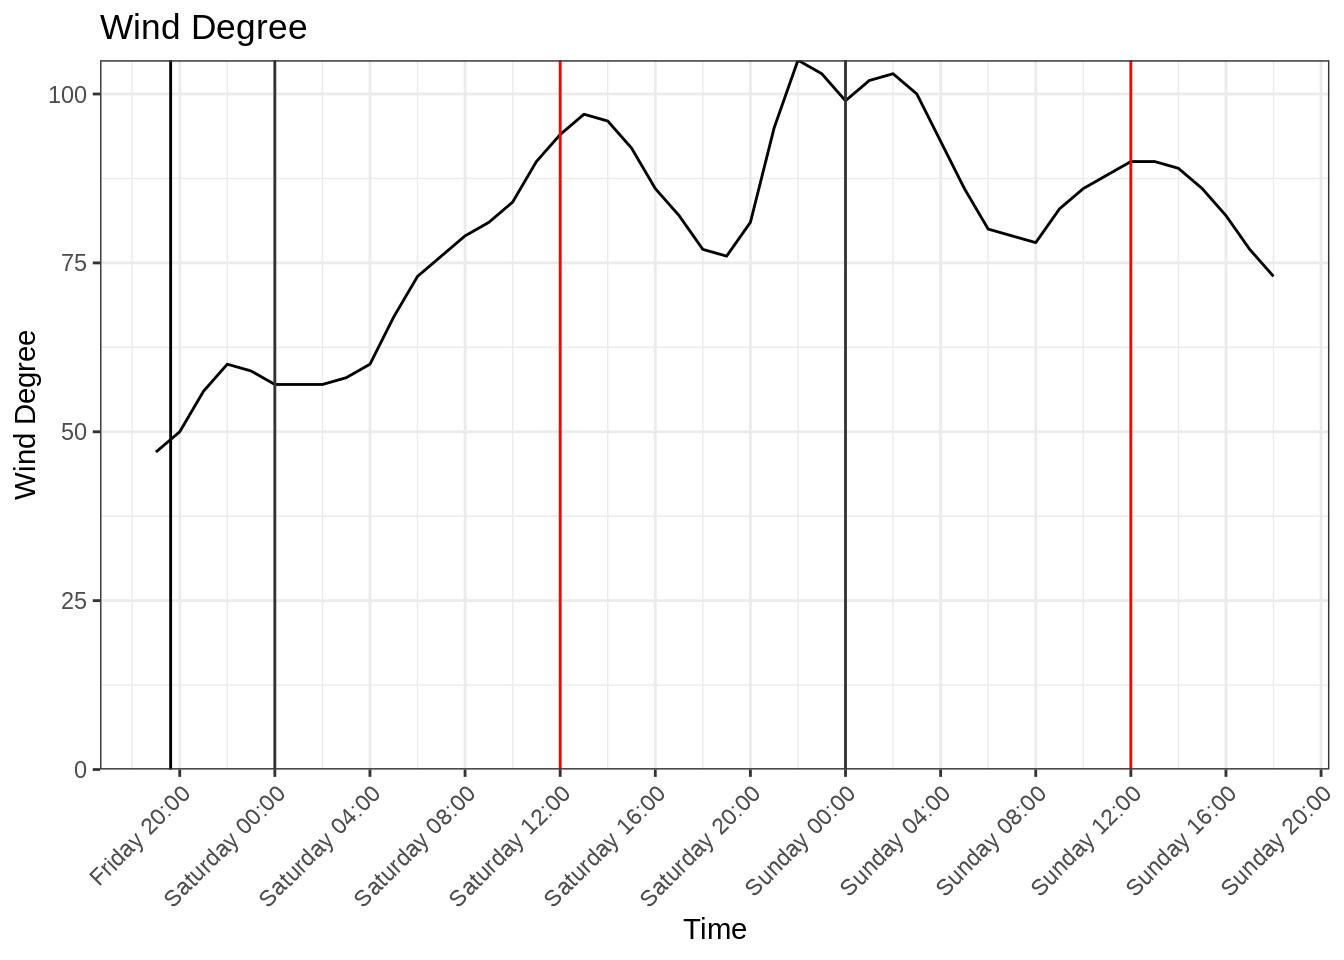 Wind Degree
Wind Degree
100
75
50
25
0
Friday 20:00
Saturday 00:00
Saturday 04:00
Saturday 08:00
Saturday 12:00
Saturday 16:00
Saturday 20:00
Sunday 00:00
Sunday 04:00
Sunday 08:00
Sunday 12:00
Sunday 16:00
Sunday 20:00
Time